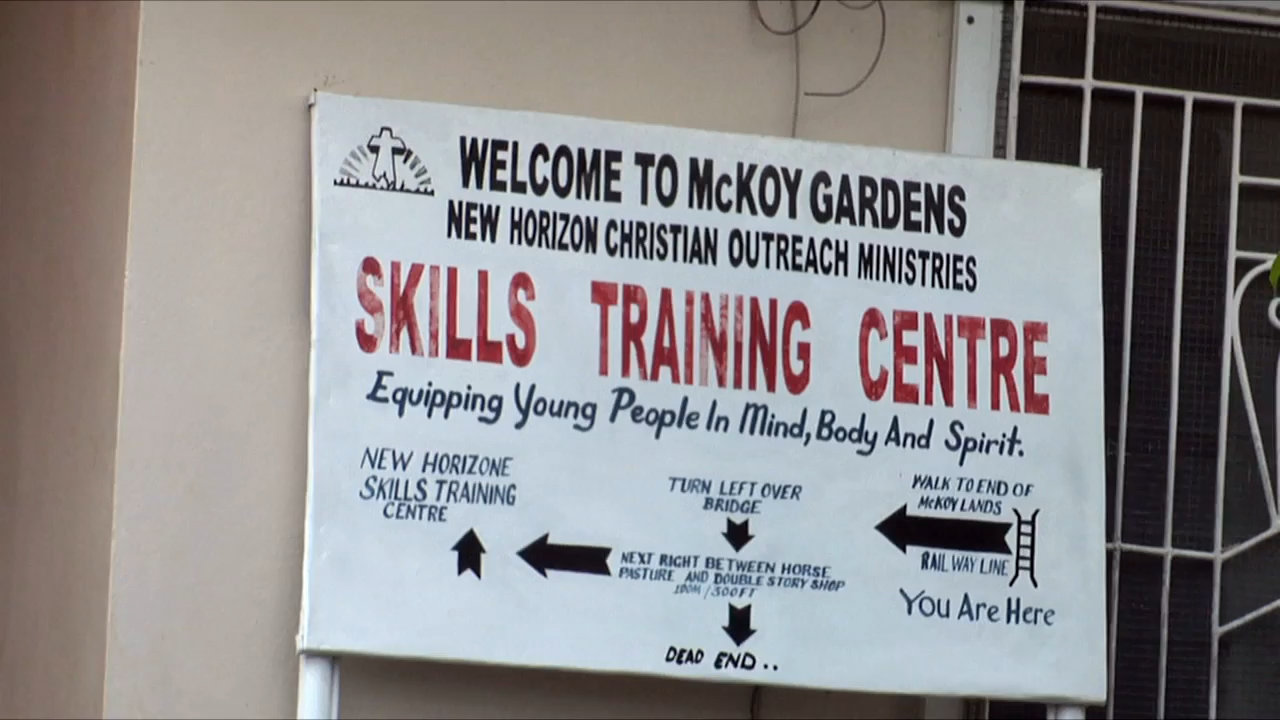 WELCOME TO McKOY GARDENS
NEW HORIZON CHRISTIAN OUTREACH MINISTRIES
SKILLS TRAINING CENTRE
Equipping Young People In Mind, Body And Spirit.
NEW HORIZONE
SKILLS TRAINING
CENTRE
TURN LEFT OVER
BRIDGE
NEXT RIGHT BETWEEN HORSE
PASTURE AND DOUBLE STORY SHOP
100M/300FT
DEAD END..
WALK TO END OF
McKOY LANDS
RAIL WAY LINE
You Are Here